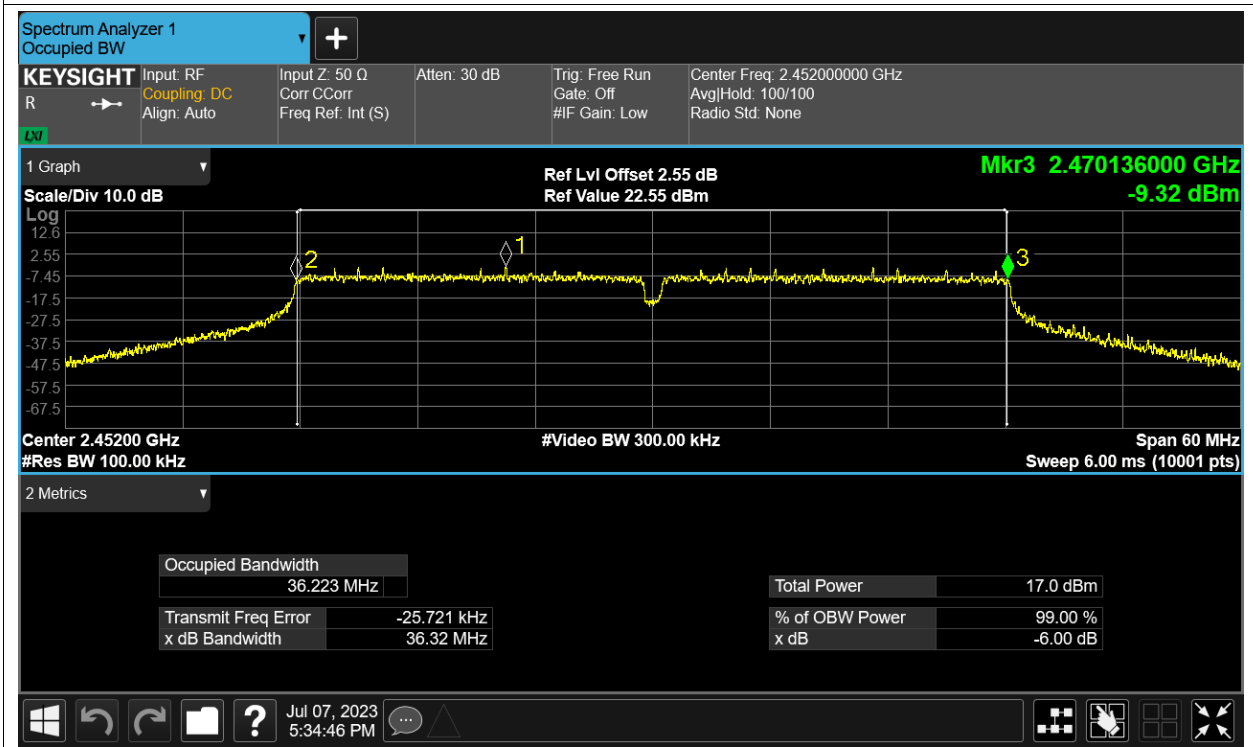 Spectrum Analyzer 1
Occupied BW
+
KEYSIGHT
R
LXI
Input: RF
Coupling: DC
Align: Auto
Input Z: 50 Ω
Corr CCorr
Freq Ref: Int (S)
Atten: 30 dB
Trig: Free Run
Gate: Off
#IF Gain: Low
Center Freq: 2.452000000 GHz
Avg|Hold: 100/100
Radio Std: None
1 Graph
Scale/Div 10.0 dB
Log
Ref Lvl Offset 2.55 dB
Ref Value 22.55 dBm
Mkr3 2.470136000 GHz
-9.32 dBm
12.6
2.55
-7.45
-17.5
-27.5
-37.5
-47.5
-57.5
-67.5
2
1
3
Center 2.45200 GHz
#Res BW 100.00 kHz
#Video BW 300.00 kHz
Span 60 MHz
Sweep 6.00 ms (10001 pts)
2 Metrics
Occupied Bandwidth
36.223 MHz
Transmit Freq Error -25.721 kHz
x dB Bandwidth 36.32 MHz
Total Power 17.0 dBm
% of OBW Power 99.00 %
x dB -6.00 dB
?
Jul 07, 2023
5:34:46 PM